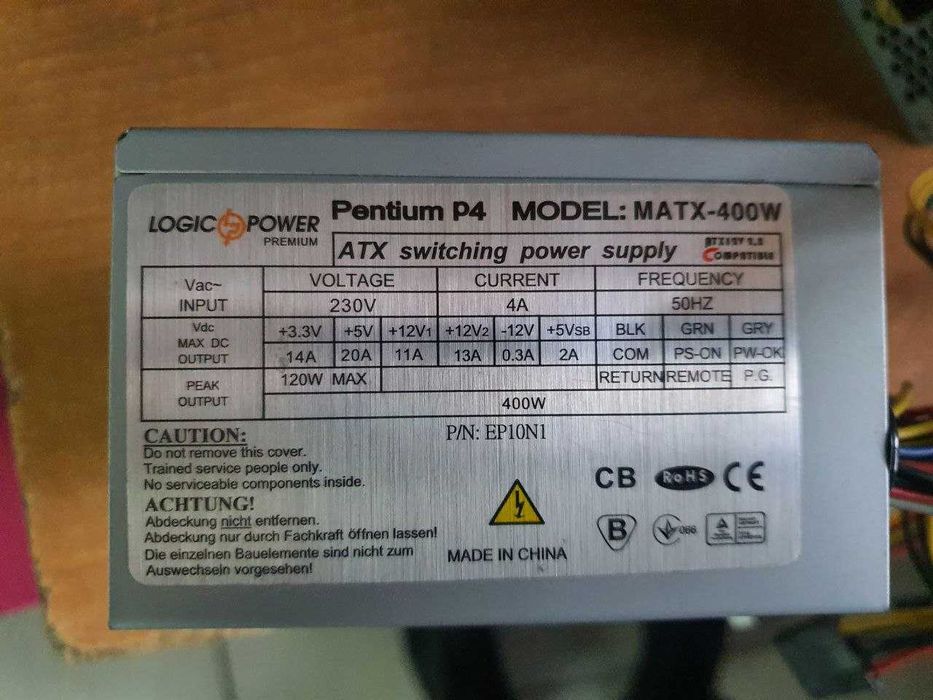 LOGIC POWER
PREMIUM
Pentium P4 MODEL: MATX-400W
ATX switching power supply
COMPATIBLE
Vac~ INPUT VOLTAGE CURRENT FREQUENCY
230V 4A 50HZ
Vdc MAX DC OUTPUT +3.3V +5V +12V1 +12V2 -12V +5VSB BLK GRN GRY
14A 20A 11A 13A 0.3A 2A COM PS-ON PW-OK
PEAK OUTPUT 120W MAX RETURN REMOTE P.G.
400W
P/N: EP10N1
CAUTION:
Do not remove this cover.
Trained service people only.
No serviceable components inside.
ACHTUNG!
Abdeckung nicht entfernen.
Abdeckung nur durch Fachkraft öffnen lassen!
Die einzelnen Bauelemente sind nicht zum
Auswechseln vorgesehen!
MADE IN CHINA
CB RoHS CE
B 066